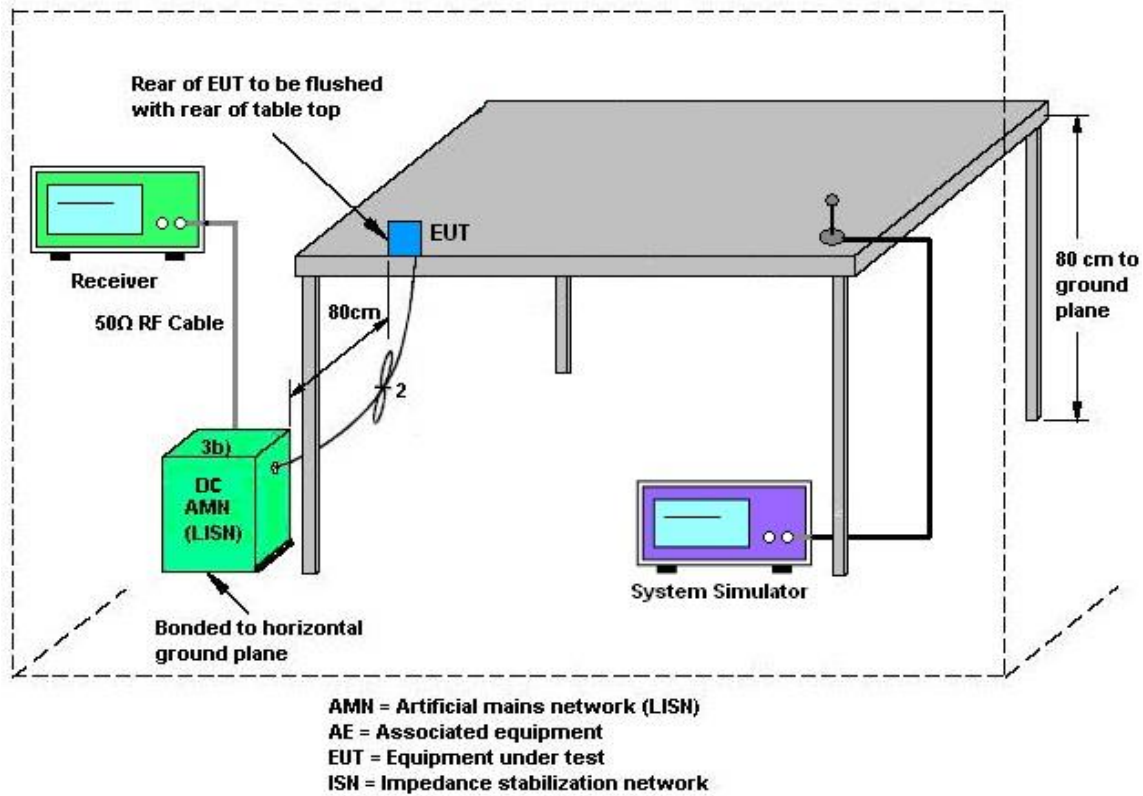 Rear of EUT to be flushed
with rear of table top
EUT
Receiver
50Ω RF Cable
80cm
2
80 cm to
ground
plane
3b)
DC
AMN
(LISN)
System Simulator
Bonded to horizontal
ground plane
AMN = Artificial mains network (LISN)
AE = Associated equipment
EUT = Equipment under test
ISN = Impedance stabilization network